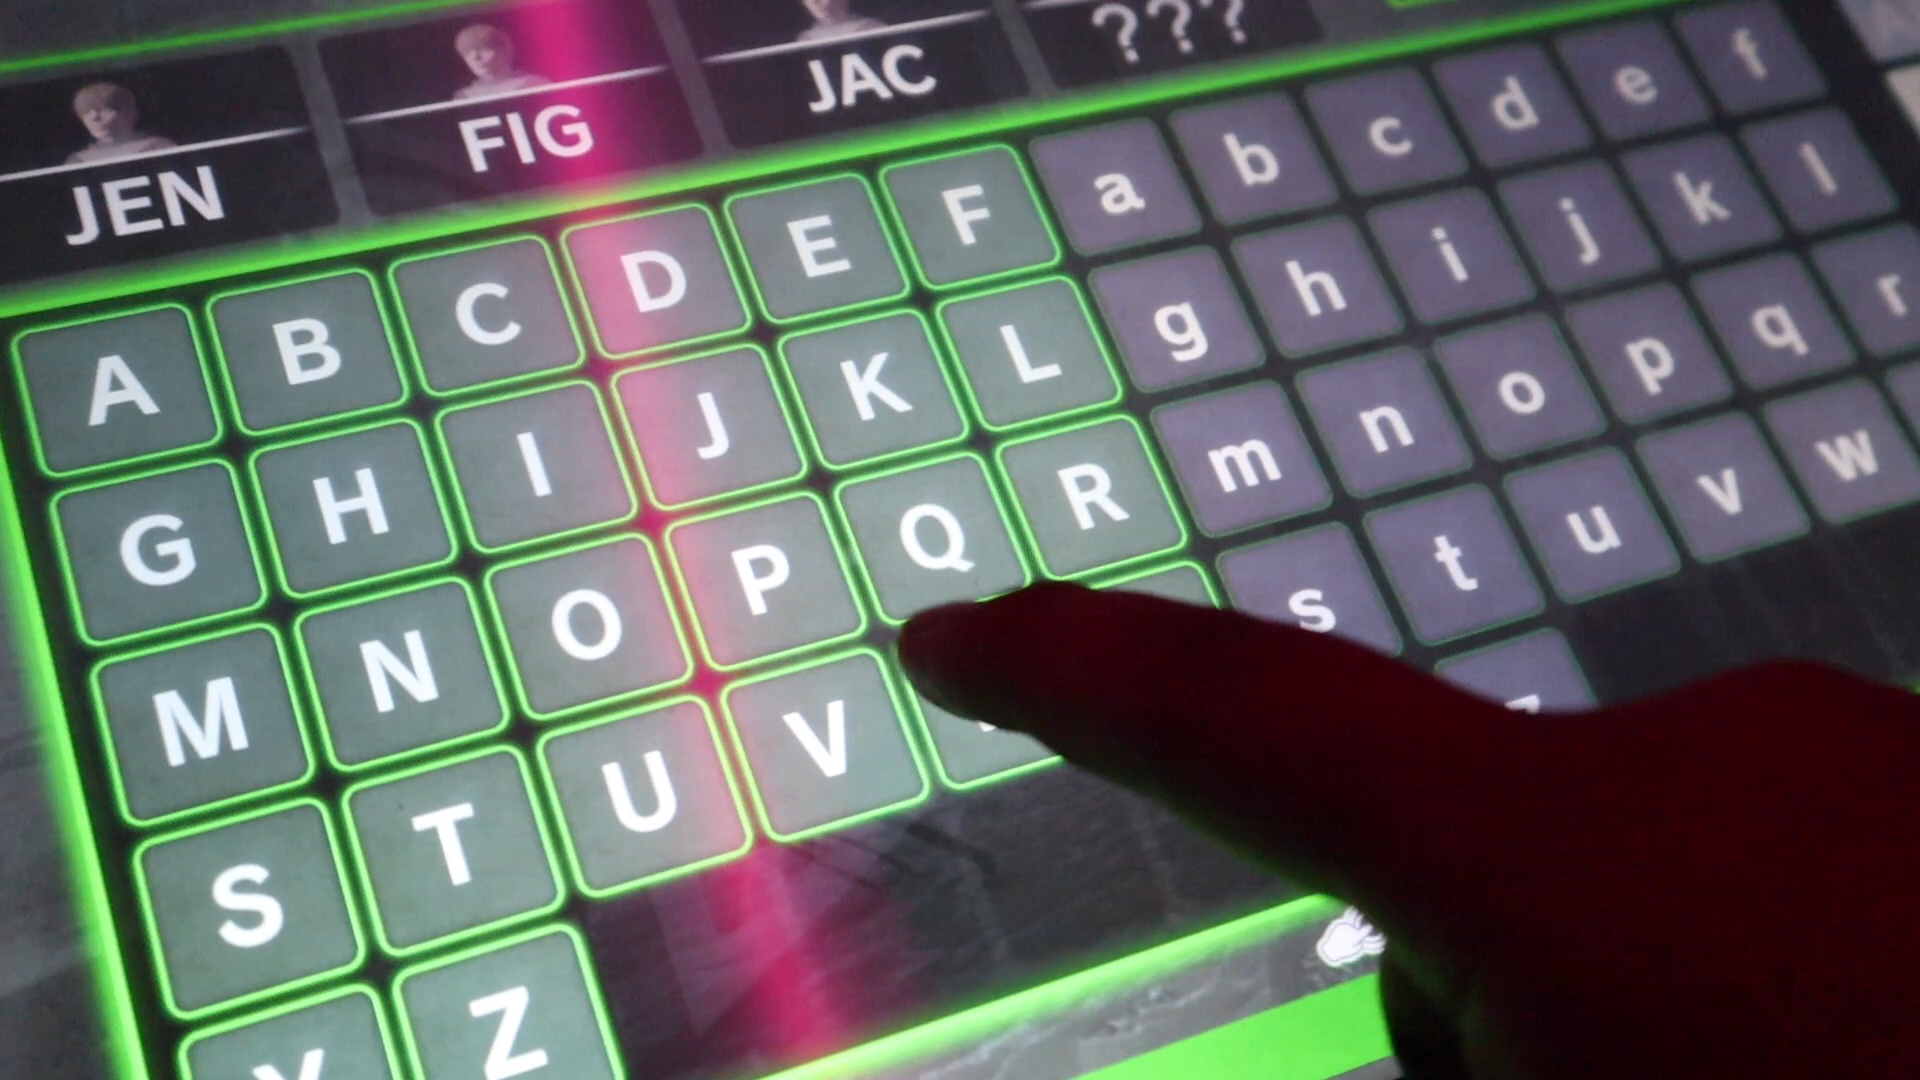 JEN FIG JAC ???
A B C D E F a b c d e f
G H I J K L g h i j k l
M N O P Q R m n o p q r
S T U V s t u v w
Y Z z